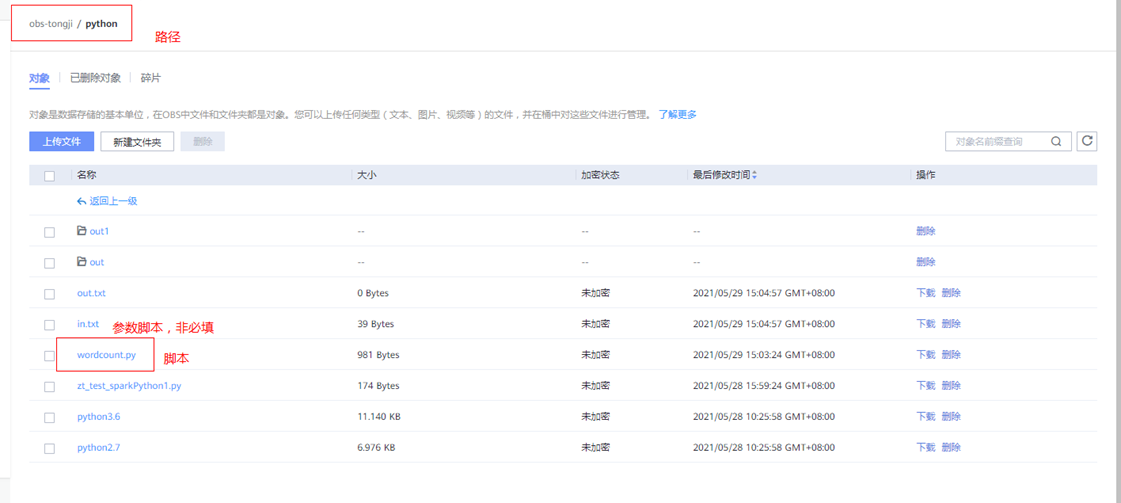 obs-tongji / python
路径
对象 已删除对象 碎片
对象是数据存储的基本单位，在OBS中文件和文件夹都是对象。您可以上传任何类型（文本、图片、视频等）的文件，并在桶中对这些文件进行管理。 了解更多
上传文件 新建文件夹 删除 对象名前缀查询
名称 大小 加密状态 最后修改时间 操作
返回上一级
out1 -- -- -- 删除
out -- -- -- 删除
out.txt 0 Bytes 未加密 2021/05/29 15:04:57 GMT+08:00 下载 删除
in.txt 参数脚本，非必填 39 Bytes 未加密 2021/05/29 15:04:57 GMT+08:00 下载 删除
wordcount.py 脚本 981 Bytes 未加密 2021/05/29 15:03:24 GMT+08:00 下载 删除
zt_test_sparkPython1.py 174 Bytes 未加密 2021/05/28 15:59:24 GMT+08:00 下载 删除
python3.6 11.140 KB 未加密 2021/05/28 10:25:58 GMT+08:00 下载 删除
python2.7 6.976 KB 未加密 2021/05/28 10:25:58 GMT+08:00 下载 删除